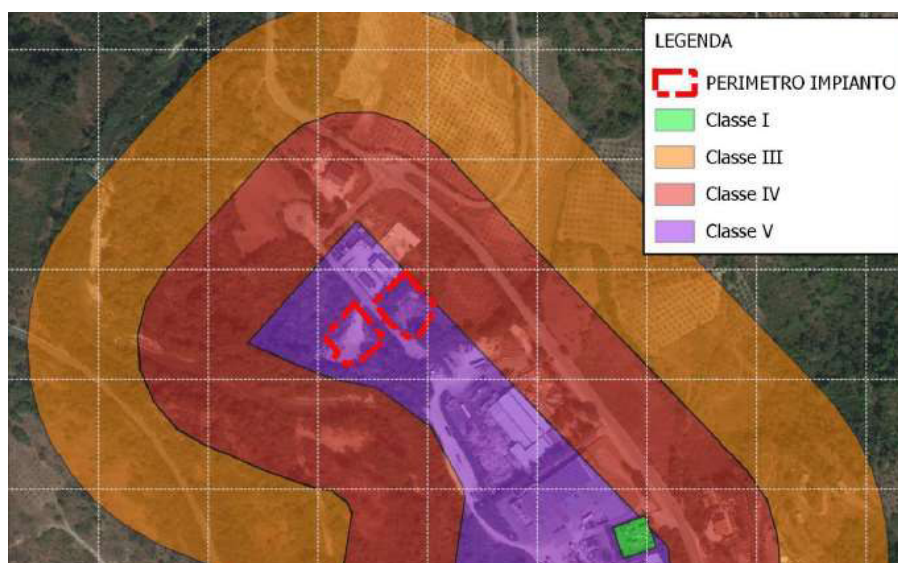 LEGENDA
PERIMETRO IMPIANTO
Classe I
Classe III
Classe IV
Classe V